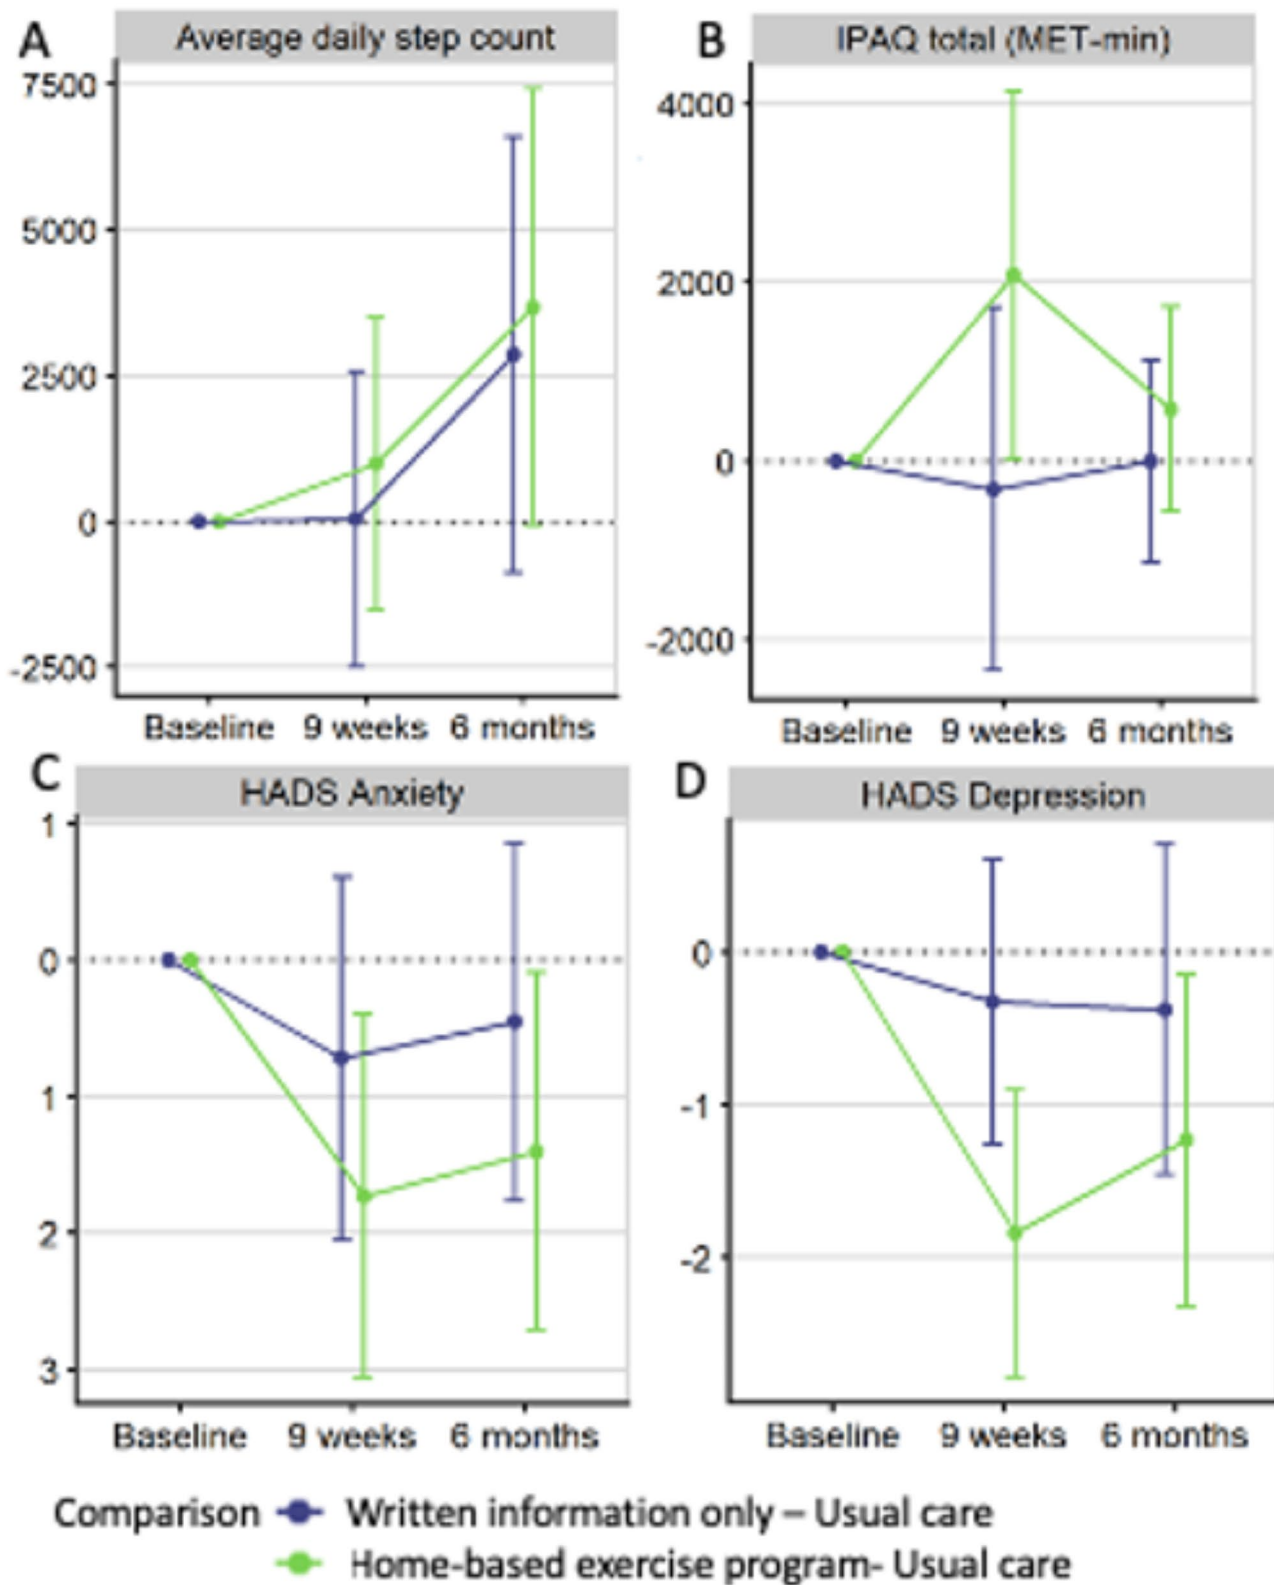 A
Average daily step count
7500
5000
2500
0
-2500
Baseline 9 weeks 6 months
B
IPAQ total (MET-min)
4000
2000
0
-2000
Baseline 9 weeks 6 months
C
HADS Anxiety
1
0
1
2
3
Baseline 9 weeks 6 months
D
HADS Depression
0
-1
-2
Baseline 9 weeks 6 months
Comparison Written information only – Usual care
Home-based exercise program- Usual care